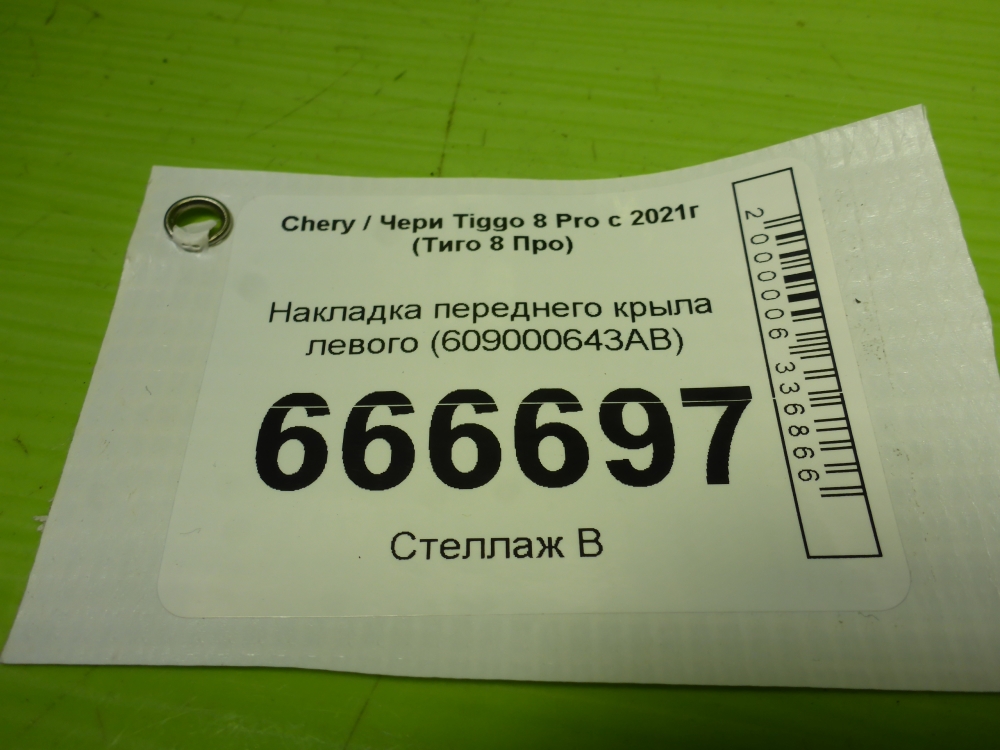 Chery / Чери Tiggo 8 Pro с 2021г
(Тиго 8 Про)
Накладка переднего крыла
левого (609000643AB)
666697
Стеллаж В
2000006336866